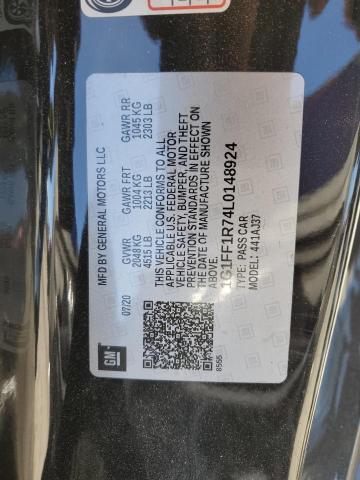 MFD BY GENERAL MOTORS LLC
07/20 GVWR GAWR FRT GAWR RR
2048 KG 1004 KG 1045 KG
4515 LB 2213 LB 2303 LB
THIS VEHICLE CONFORMS TO ALL
APPLICABLE U.S. FEDERAL MOTOR
VEHICLE SAFETY, BUMPER, AND THEFT
PREVENTION STANDARDS IN EFFECT ON
THE DATE OF MANUFACTURE SHOWN
ABOVE.
1G1FF1R74L0148924
TYPE: PASS CAR
MODEL: 441AJ37
GM
8595